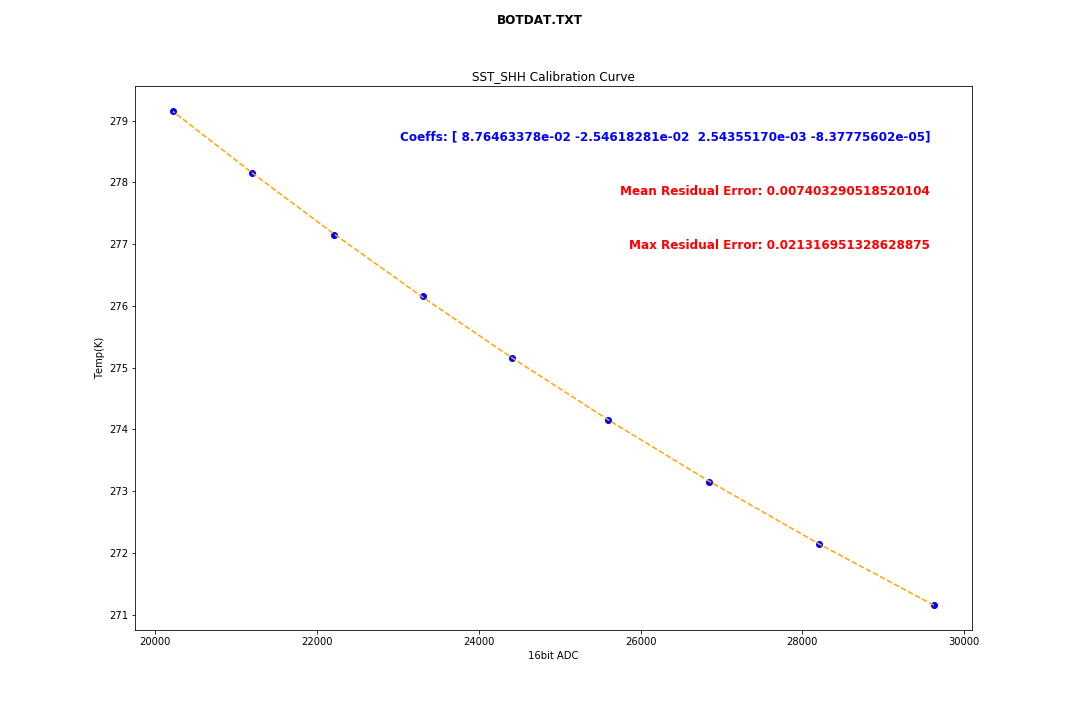 BOTDAT.TXT
SST_SHH Calibration Curve
Coeffs: [ 8.76463378e-02 -2.54618281e-02  2.54355170e-03 -8.37775602e-05]
Mean Residual Error: 0.007403290518520104
Max Residual Error: 0.021316951328628875
279
278
277
276
275
274
273
272
271
Temp(K)
20000 22000 24000 26000 28000 30000
16bit ADC